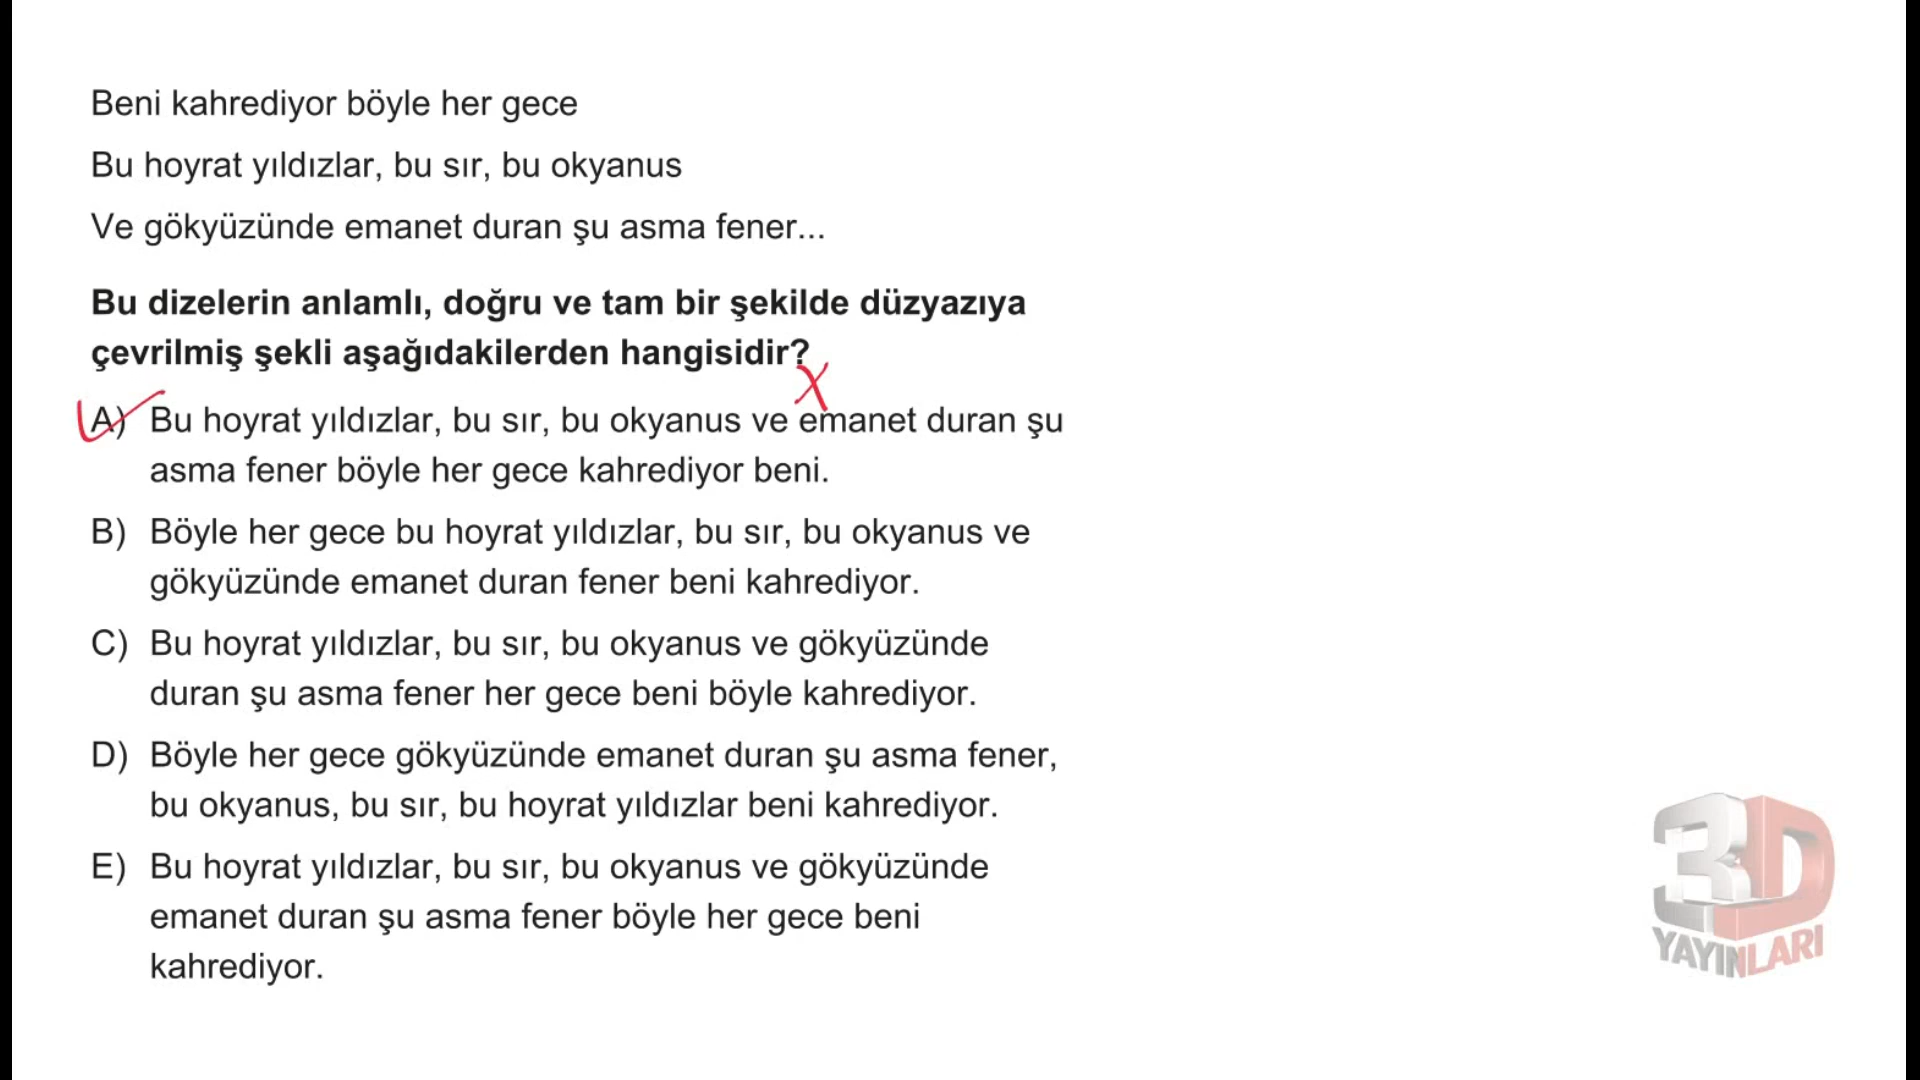 Beni kahrediyor böyle her gece
Bu hoyrat yıldızlar, bu sır, bu okyanus
Ve gökyüzünde emanet duran şu asma fener...
Bu dizelerin anlamlı, doğru ve tam bir şekilde düzyazıya
çevrilmiş şekli aşağıdakilerden hangisidir?
A) Bu hoyrat yıldızlar, bu sır, bu okyanus ve emanet duran şu
asma fener böyle her gece kahrediyor beni.
B) Böyle her gece bu hoyrat yıldızlar, bu sır, bu okyanus ve
gökyüzünde emanet duran fener beni kahrediyor.
C) Bu hoyrat yıldızlar, bu sır, bu okyanus ve gökyüzünde
duran şu asma fener her gece beni böyle kahrediyor.
D) Böyle her gece gökyüzünde emanet duran şu asma fener,
bu okyanus, bu sır, bu hoyrat yıldızlar beni kahrediyor.
E) Bu hoyrat yıldızlar, bu sır, bu okyanus ve gökyüzünde
emanet duran şu asma fener böyle her gece beni
kahrediyor.
3D
YAYINLARI